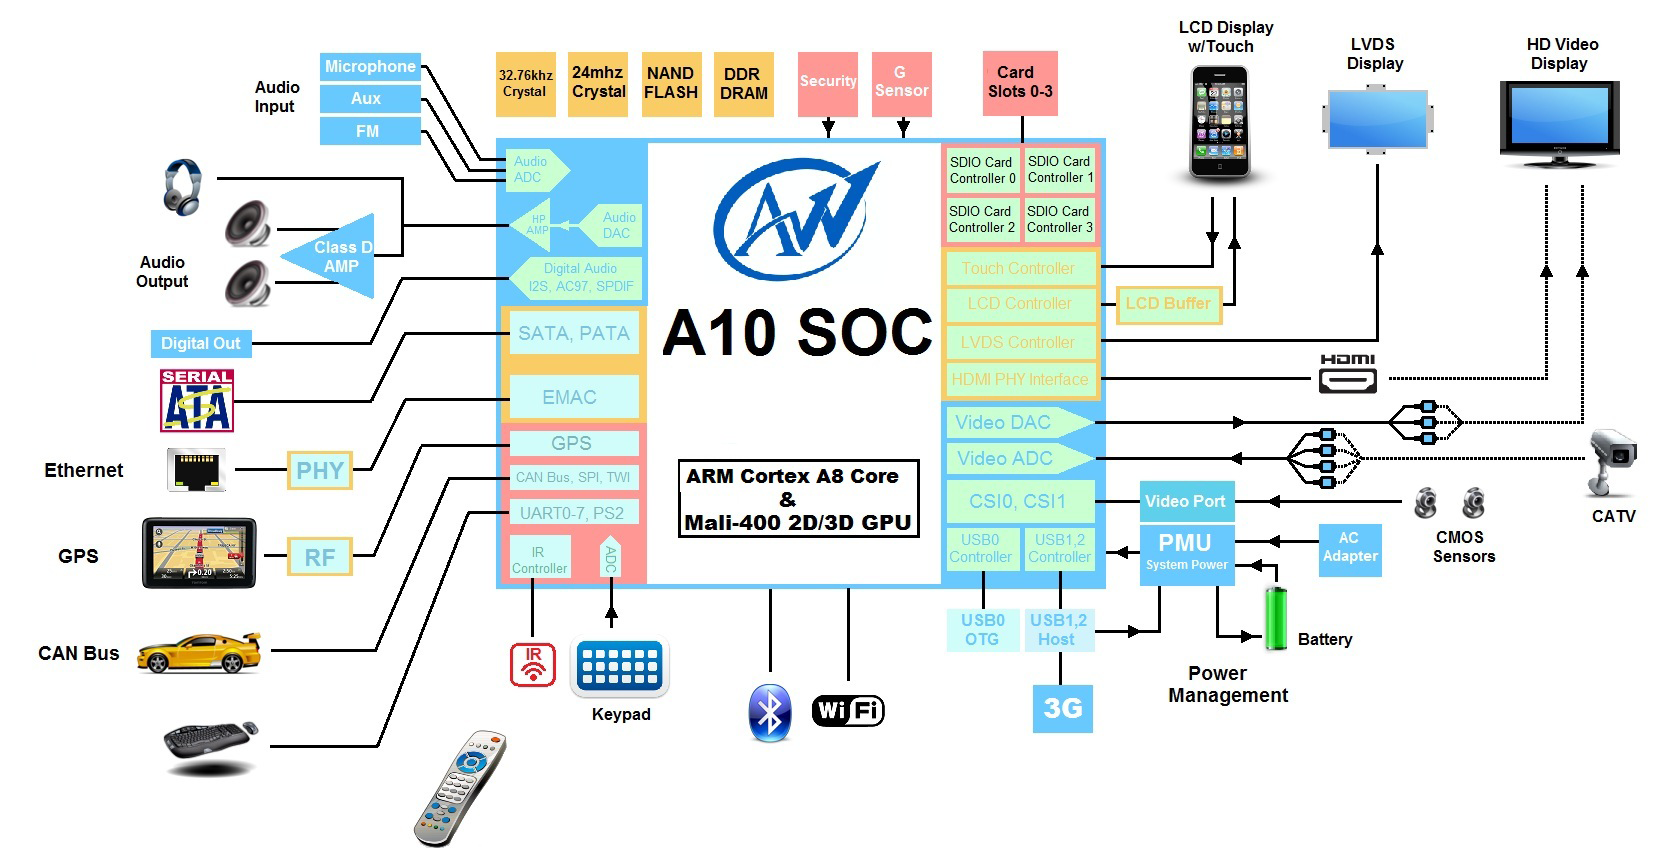 Audio
Input
Microphone
Aux
FM
32.76khz
Crystal
24mhz
Crystal
NAND
FLASH
DDR
DRAM
Security
G
Sensor
Card
Slots 0-3
LCD Display
w/Touch
LVDS
Display
HD Video
Display
Audio
ADC
HP
AMP
Audio
DAC
Digital Audio
I2S, AC97, SPDIF
Class D
AMP
Audio
Output
Digital Out
SERIAL
ATA
SATA, PATA
EMAC
GPS
CAN Bus, SPI, TWI
UART0-7, PS2
IR
Controller
ADC
Ethernet
PHY
GPS
RF
CAN Bus
IR
Keypad
AW
A10 SOC
ARM Cortex A8 Core
&
Mali-400 2D/3D GPU
WiFi
SDIO Card
Controller 0
SDIO Card
Controller 1
SDIO Card
Controller 2
SDIO Card
Controller 3
Touch Controller
LCD Controller
LCD Buffer
LVDS Controller
HDMI PHY Interface
HDMI
Video DAC
Video ADC
CSI0, CSI1
Video Port
USB0
Controller
USB1,2
Controller
PMU
System Power
AC
Adapter
CMOS
Sensors
CATV
USB0
OTG
USB1,2
Host
3G
Battery
Power
Management